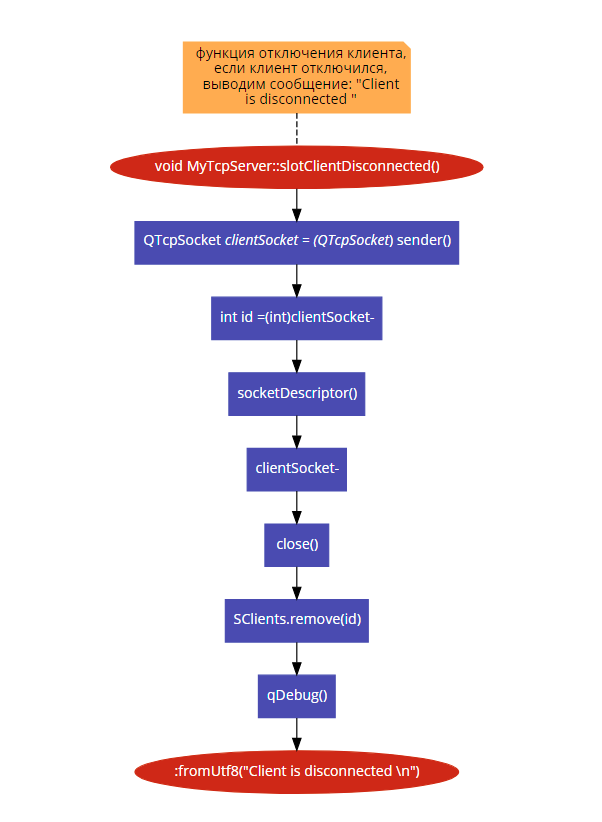 функция отключения клиента,
если клиент отключился,
выводим сообщение: "Client
is disconnected "
void MyTcpServer::slotClientDisconnected()
QTcpSocket clientSocket = (QTcpSocket) sender()
int id =(int)clientSocket-
socketDescriptor()
clientSocket-
close()
SClients.remove(id)
qDebug()
:fromUtf8("Client is disconnected \n")